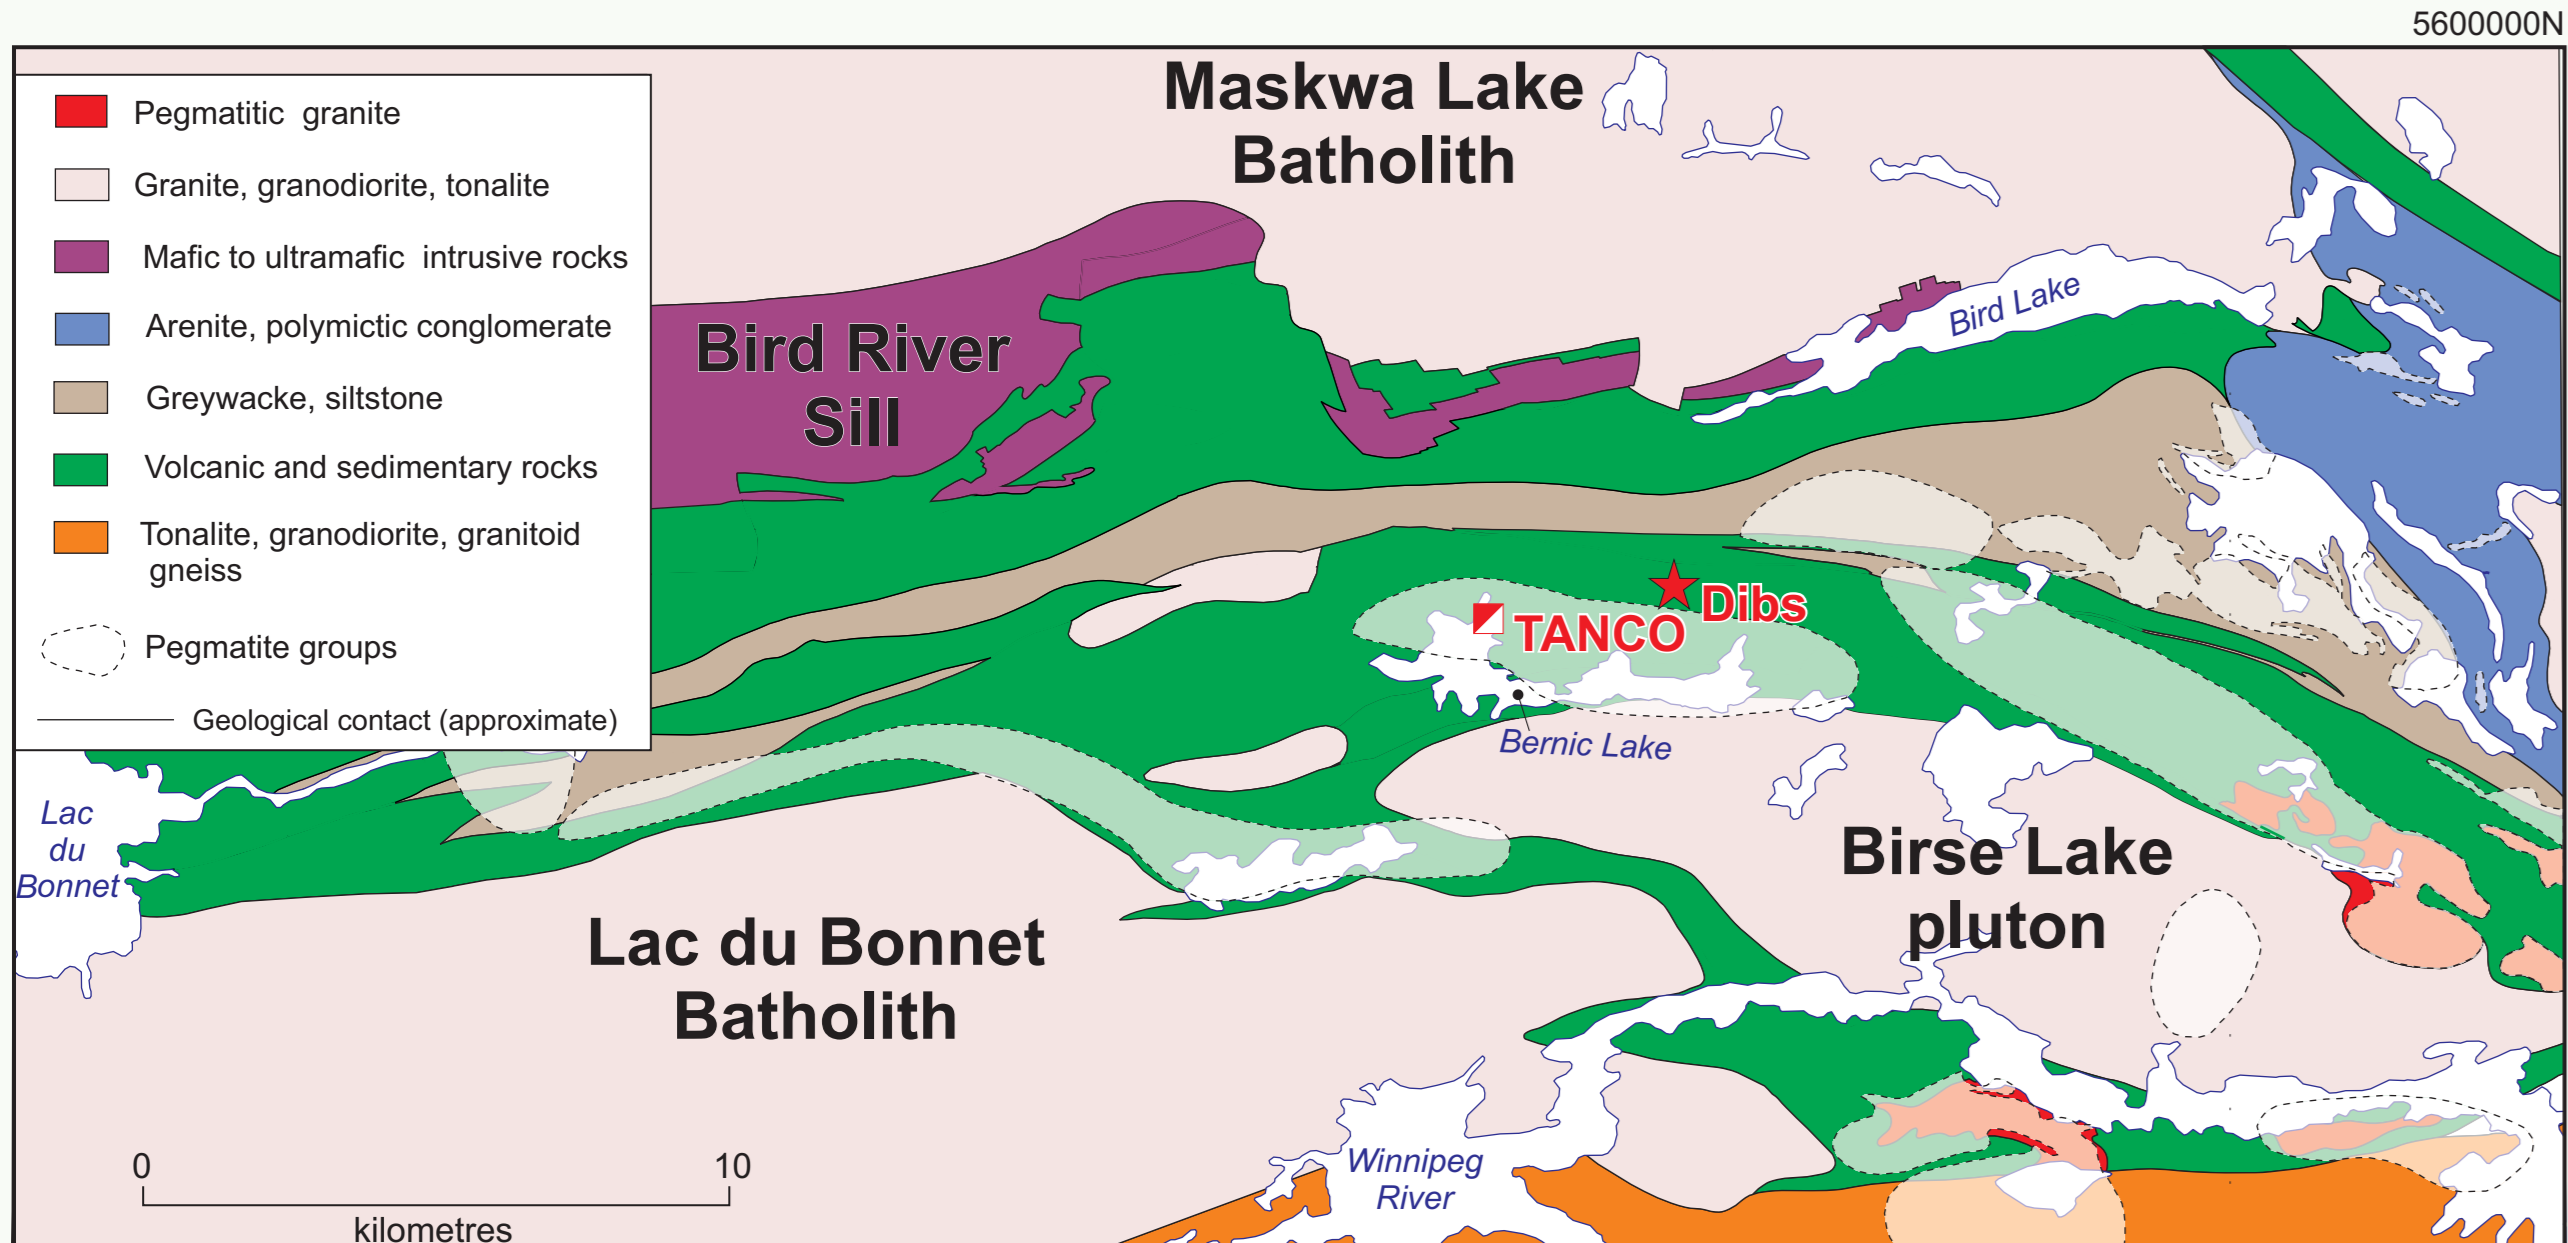 5600000N
Pegmatitic granite
Granite, granodiorite, tonalite
Mafic to ultramafic intrusive rocks
Arenite, polymictic conglomerate
Greywacke, siltstone
Volcanic and sedimentary rocks
Tonalite, granodiorite, granitoid
gneiss
Pegmatite groups
Geological contact (approximate)
Maskwa Lake
Batholith
Bird River
Sill
Bird Lake
Dibs
TANCO
Bernic Lake
Lac
du
Bonnet
Birse Lake
pluton
Lac du Bonnet
Batholith
Winnipeg
River
0 10
kilometres